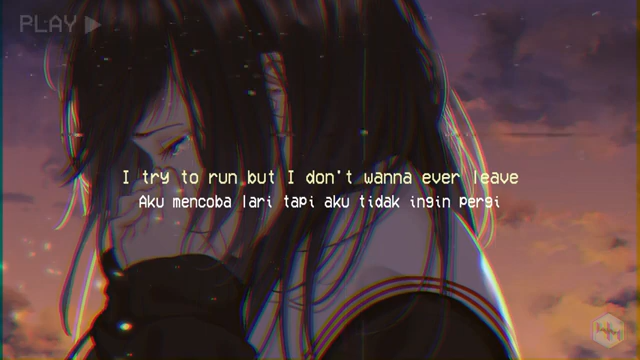 PLAY
I try to run but I don't wanna ever leave
Aku mencoba lari tapi aku tidak ingin pergi